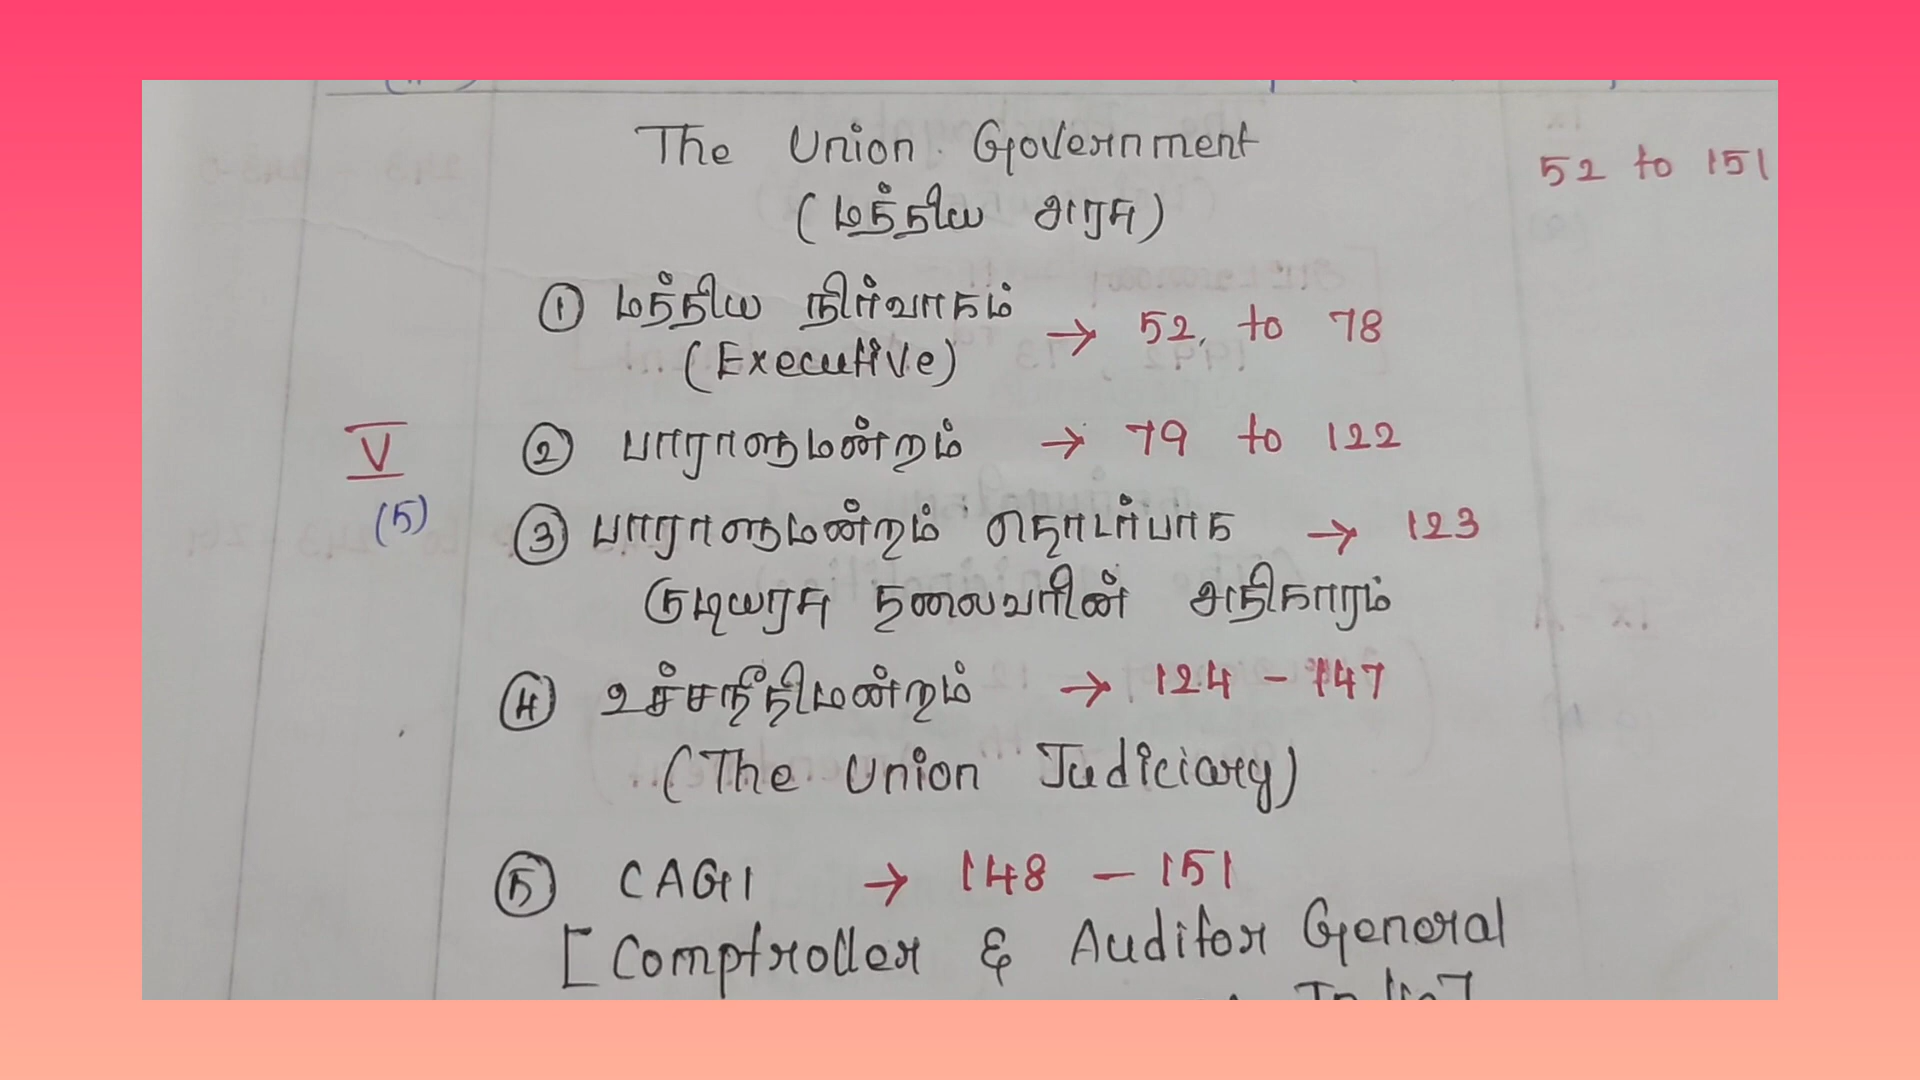 The Union Government
52 to 151
(மத்திய அரசு)
① மத்திய நிர்வாகம்
(Executive) → 52, to 78
V
② பாராளுமன்றம் → 79 to 122
(5)
③ பாராளுமன்றம் தொடர்பாக → 123
குடியரசு தலைவரின் அதிகாரம்
④ உச்சநீதிமன்றம் → 124 - 147
(The Union Judiciary)
⑤ CAG → 148 - 151
[Comptroller & Auditor General